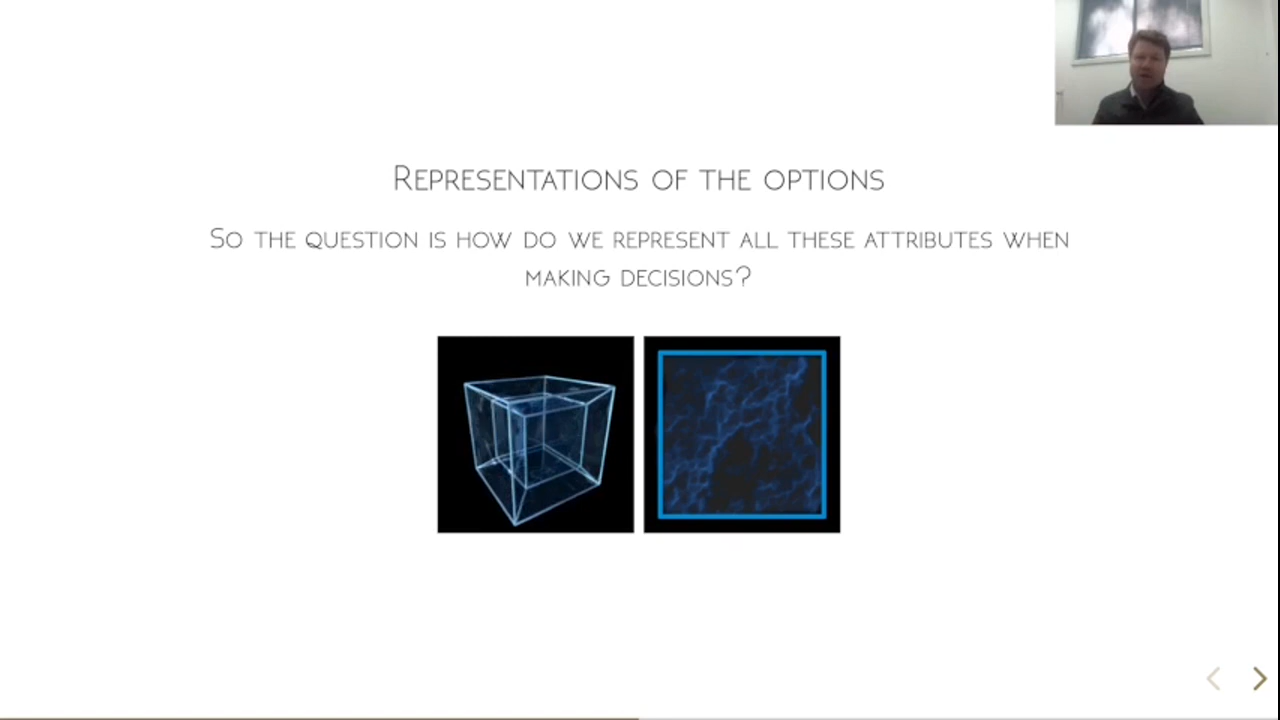 Representations of the options
So the question is how do we represent all these attributes when
making decisions?